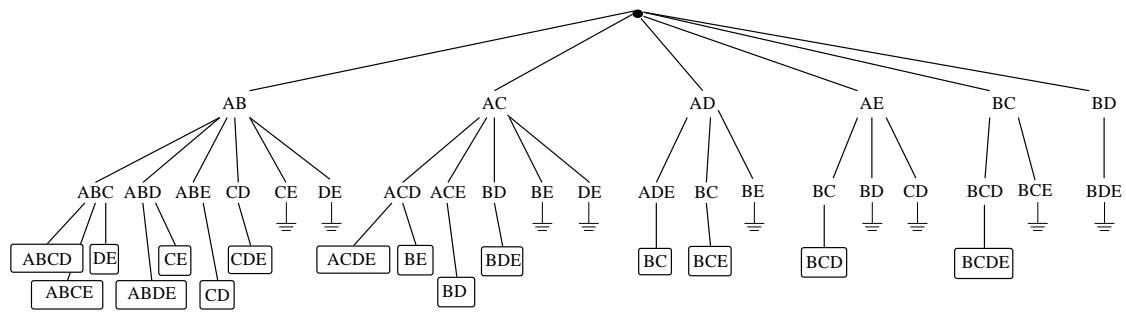 AB AC AD AE BC BD
ABC ABD ABE CD CE DE ACD ACE BD BE DE ADE BC BE BC BD CD BCD BCE BDE
ABCD DE CE CDE ACDE BE BDE BC BCE BCD BCDE
ABCE ABDE CD BD